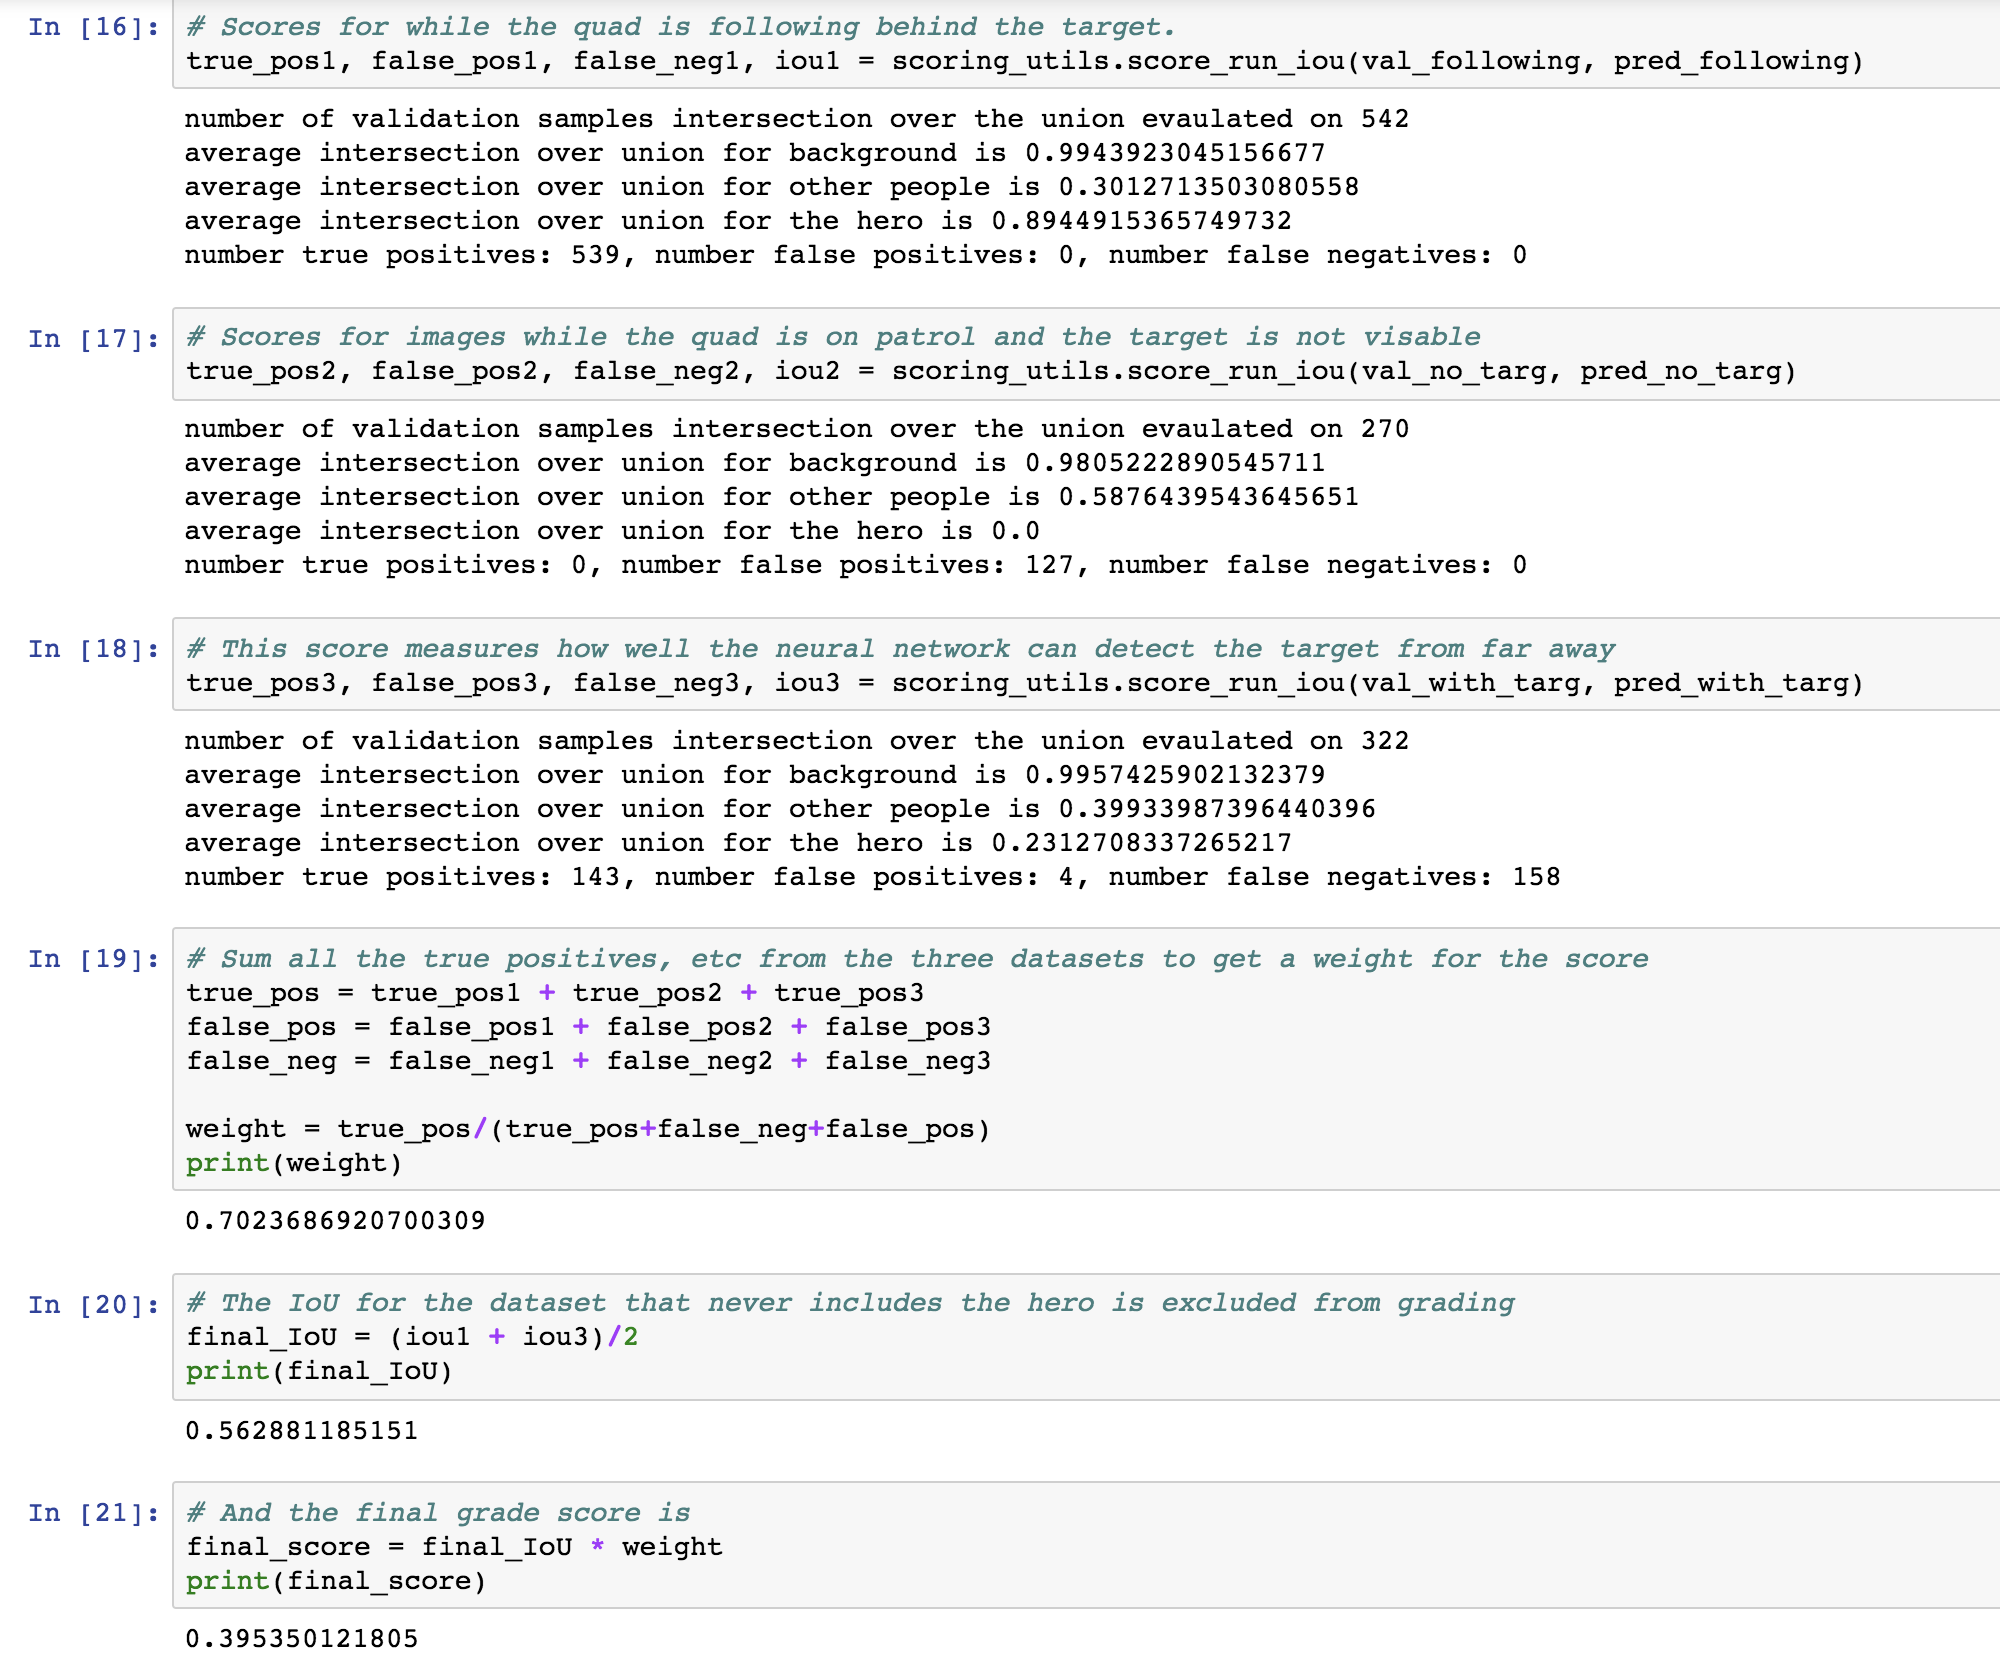 In [16]: # Scores for while the quad is following behind the target.
true_pos1, false_pos1, false_neg1, iou1 = scoring_utils.score_run_iou(val_following, pred_following)
number of validation samples intersection over the union evaulated on 542
average intersection over union for background is 0.9943923045156677
average intersection over union for other people is 0.3012713503080558
average intersection over union for the hero is 0.8944915365749732
number true positives: 539, number false positives: 0, number false negatives: 0
In [17]: # Scores for images while the quad is on patrol and the target is not visable
true_pos2, false_pos2, false_neg2, iou2 = scoring_utils.score_run_iou(val_no_targ, pred_no_targ)
number of validation samples intersection over the union evaulated on 270
average intersection over union for background is 0.9805222890545711
average intersection over union for other people is 0.5876439543645651
average intersection over union for the hero is 0.0
number true positives: 0, number false positives: 127, number false negatives: 0
In [18]: # This score measures how well the neural network can detect the target from far away
true_pos3, false_pos3, false_neg3, iou3 = scoring_utils.score_run_iou(val_with_targ, pred_with_targ)
number of validation samples intersection over the union evaulated on 322
average intersection over union for background is 0.9957425902132379
average intersection over union for other people is 0.39933987396440396
average intersection over union for the hero is 0.2312708337265217
number true positives: 143, number false positives: 4, number false negatives: 158
In [19]: # Sum all the true positives, etc from the three datasets to get a weight for the score
true_pos = true_pos1 + true_pos2 + true_pos3
false_pos = false_pos1 + false_pos2 + false_pos3
false_neg = false_neg1 + false_neg2 + false_neg3
weight = true_pos/(true_pos+false_neg+false_pos)
print(weight)
0.7023686920700309
In [20]: # The IoU for the dataset that never includes the hero is excluded from grading
final_IoU = (iou1 + iou3)/2
print(final_IoU)
0.562881185151
In [21]: # And the final grade score is
final_score = final_IoU * weight
print(final_score)
0.395350121805